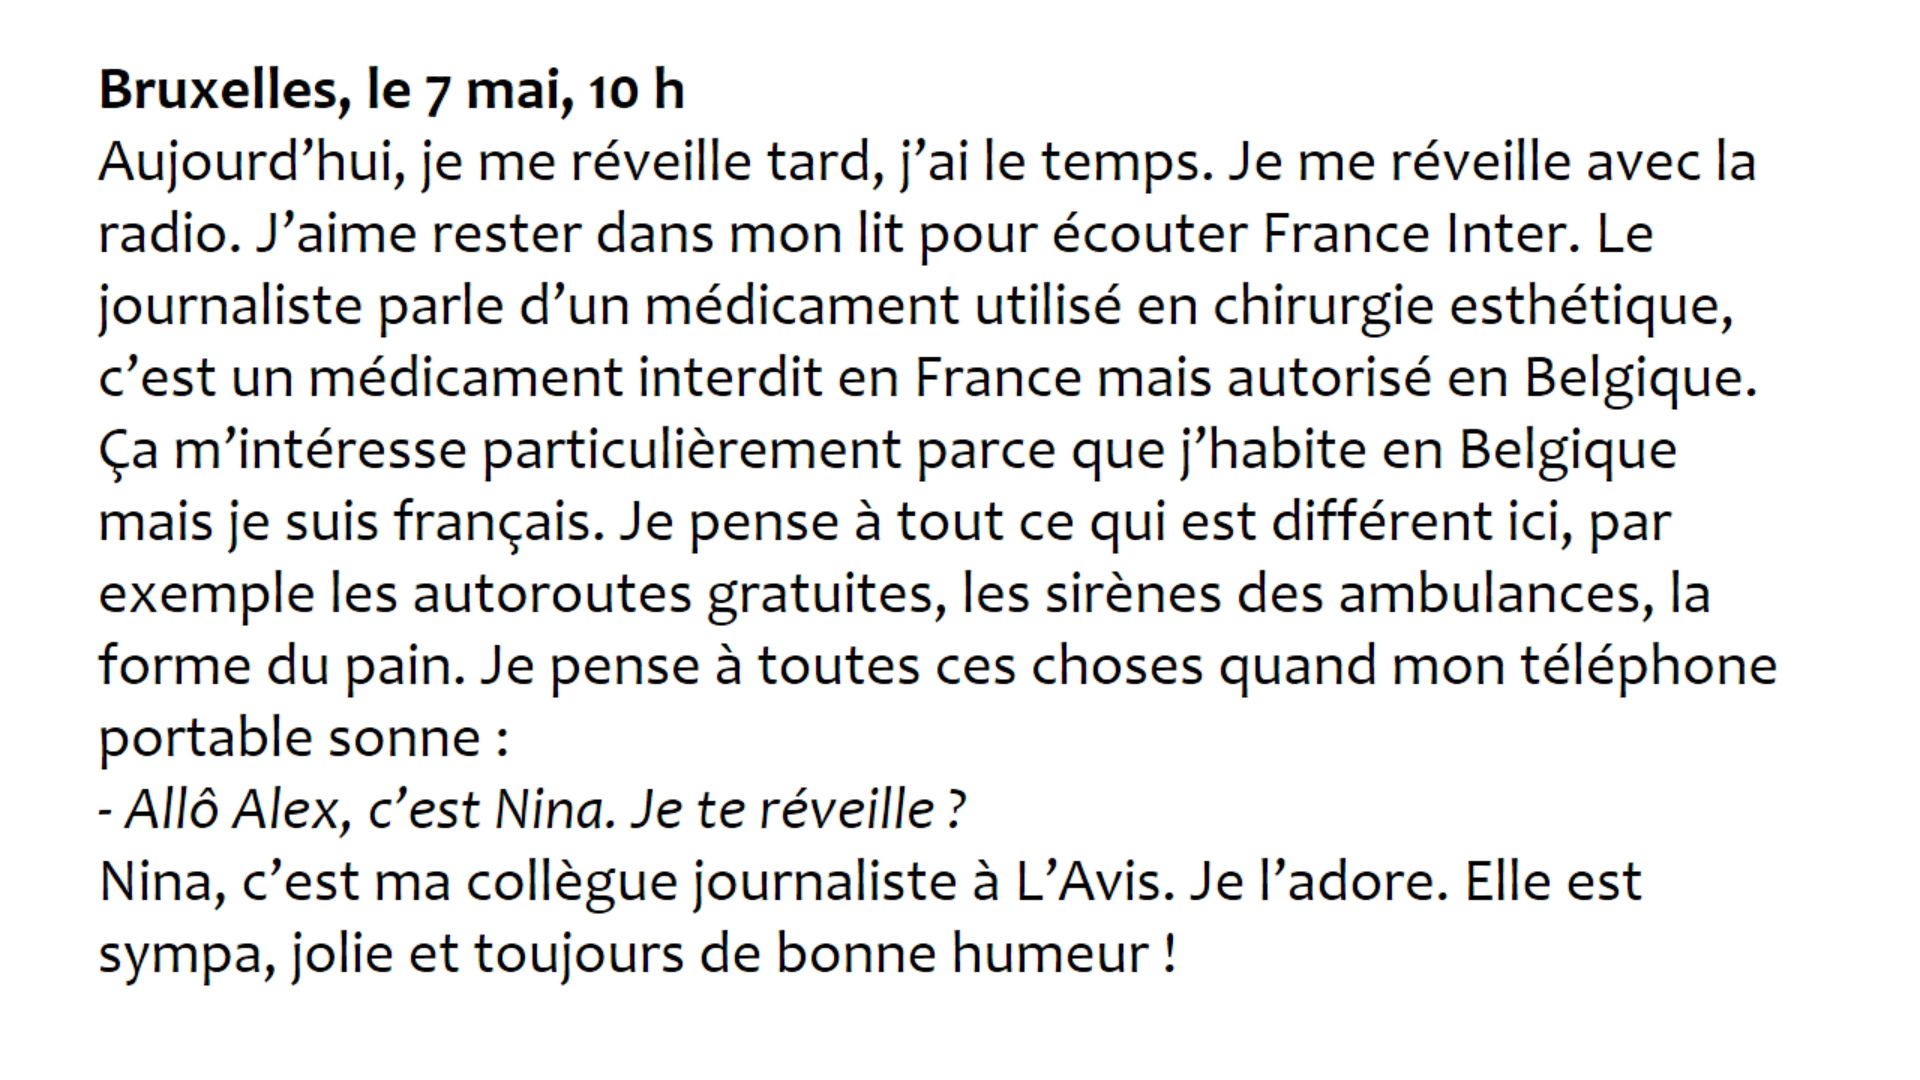 Bruxelles, le 7 mai, 10 h
Aujourd’hui, je me réveille tard, j’ai le temps. Je me réveille avec la
radio. J’aime rester dans mon lit pour écouter France Inter. Le
journaliste parle d’un médicament utilisé en chirurgie esthétique,
c’est un médicament interdit en France mais autorisé en Belgique.
Ça m’intéresse particulièrement parce que j’habite en Belgique
mais je suis français. Je pense à tout ce qui est différent ici, par
exemple les autoroutes gratuites, les sirènes des ambulances, la
forme du pain. Je pense à toutes ces choses quand mon téléphone
portable sonne :
- Allô Alex, c’est Nina. Je te réveille ?
Nina, c’est ma collègue journaliste à L’Avis. Je l’adore. Elle est
sympa, jolie et toujours de bonne humeur !